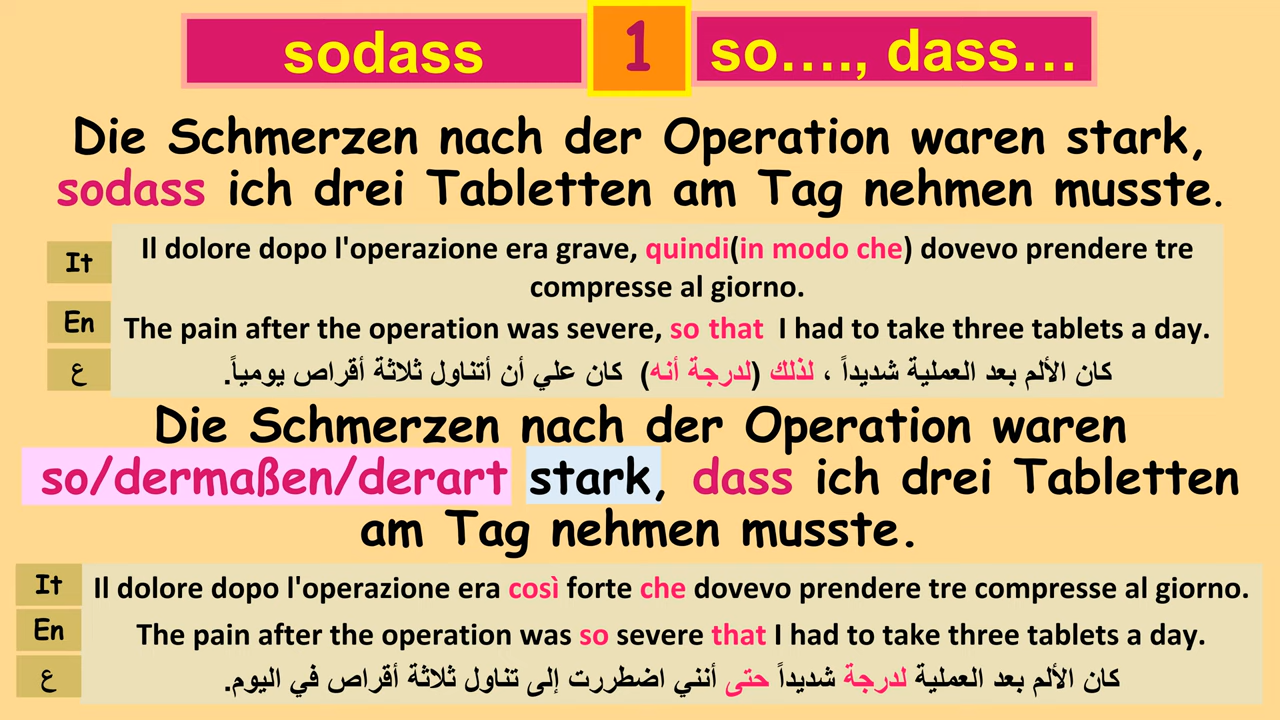 sodass
1
so…., dass…
Die Schmerzen nach der Operation waren stark,
sodass ich drei Tabletten am Tag nehmen musste.
It
Il dolore dopo l'operazione era grave, quindi(in modo che) dovevo prendere tre
compresse al giorno.
En
The pain after the operation was severe, so that I had to take three tablets a day.
ع
كان الألم بعد العملية شديداً ، لذلك (لدرجة أنه) كان علي أن أتناول ثلاثة أقراص يومياً.
Die Schmerzen nach der Operation waren
so/dermaßen/derart stark, dass ich drei Tabletten
am Tag nehmen musste.
It
Il dolore dopo l'operazione era così forte che dovevo prendere tre compresse al giorno.
En
The pain after the operation was so severe that I had to take three tablets a day.
ع
كان الألم بعد العملية لدرجة شديداً حتى أنني اضطررت إلى تناول ثلاثة أقراص في اليوم.